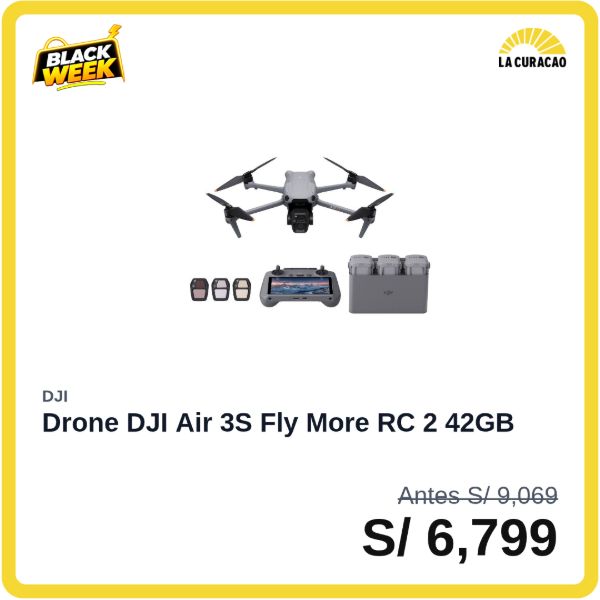 BLACK
WEEK
LA CURACAO
DJI
Drone DJI Air 3S Fly More RC 2 42GB
Antes S/ 9,069
S/ 6,799